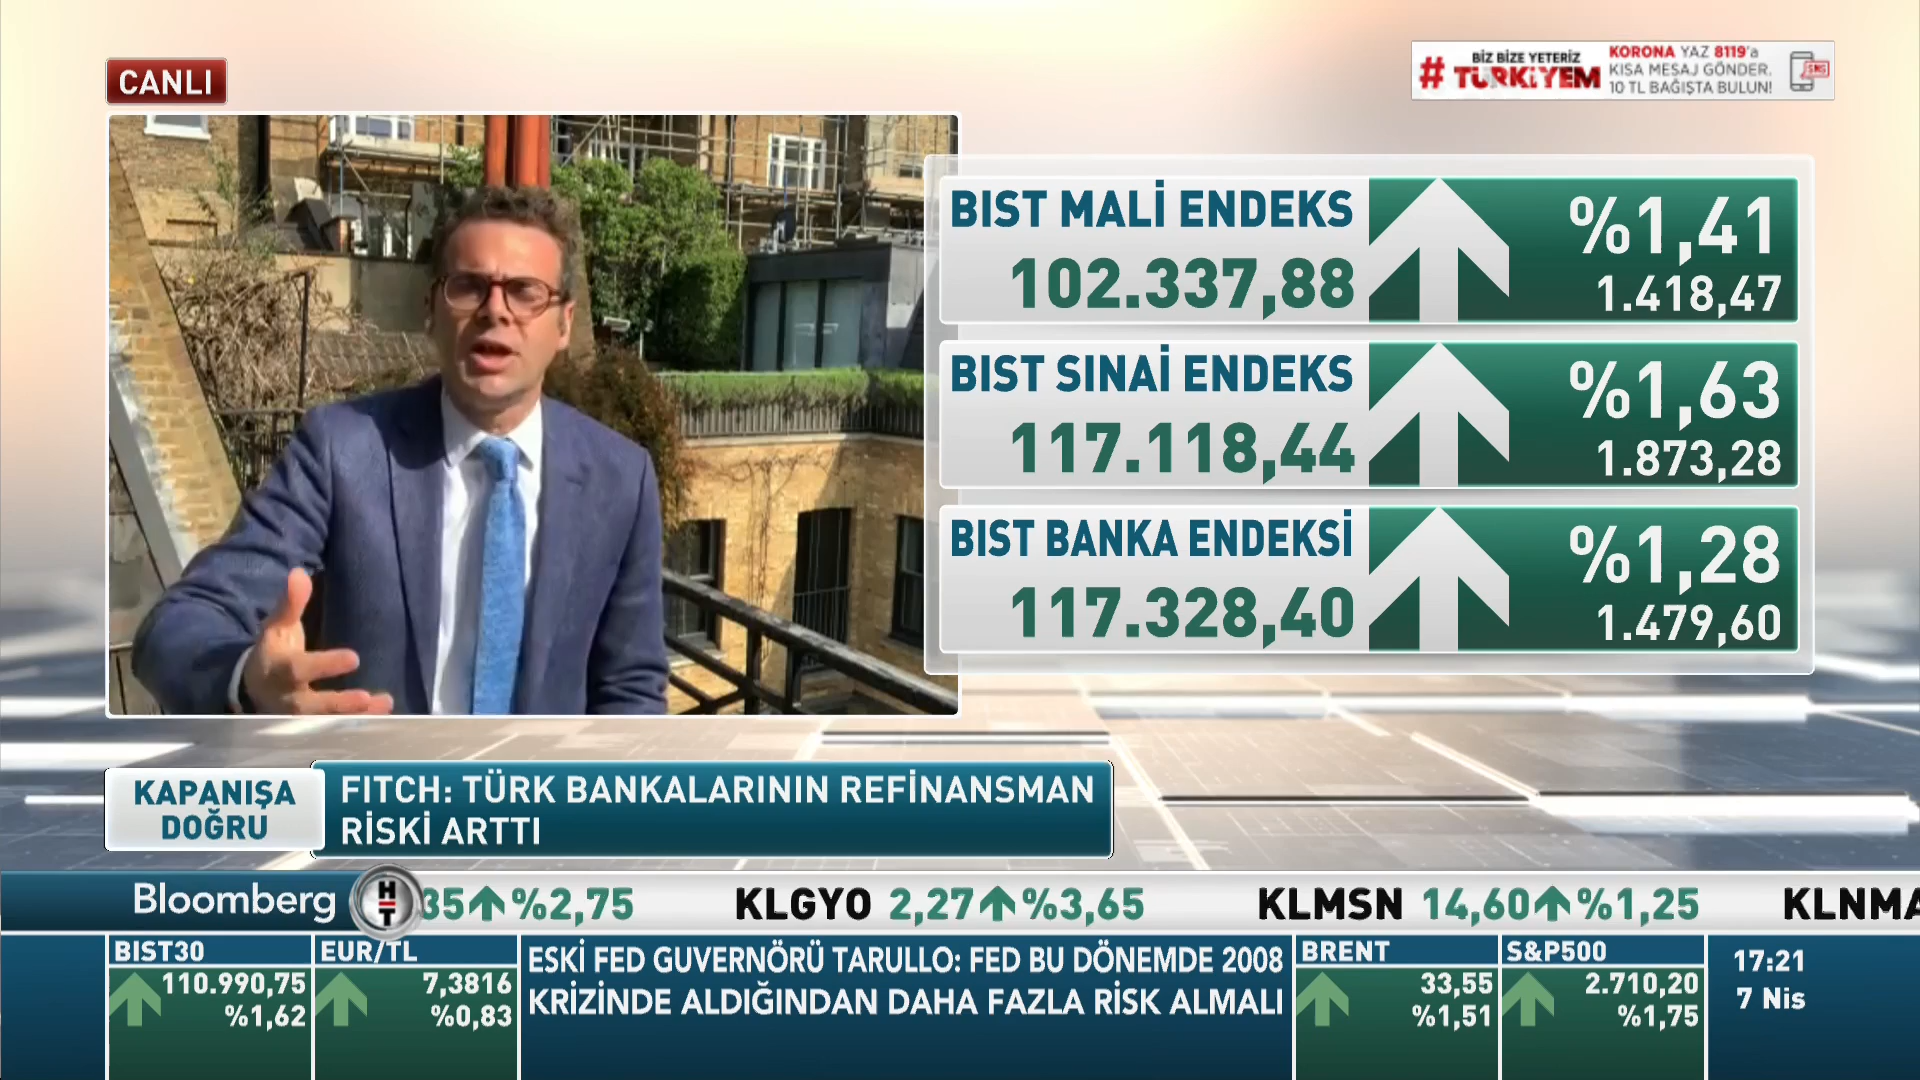 CANLI
BİZ BİZE YETERİZ
#TÜRKİYEM
KORONA YAZ 8119'a
KISA MESAJ GÖNDER,
10 TL BAĞIŞTA BULUN!
SMS
BIST MALİ ENDEKS
102.337,88
%1,41
1.418,47
BIST SINAİ ENDEKS
117.118,44
%1,63
1.873,28
BIST BANKA ENDEKSİ
117.328,40
%1,28
1.479,60
KAPANIŞA
DOĞRU
FITCH: TÜRK BANKALARININ REFİNANSMAN
RİSKİ ARTTI
Bloomberg HT
35 %2,75 KLGYO 2,27 %3,65 KLMSN 14,60 %1,25 KLNMA
BIST30
110.990,75
%1,62
EUR/TL
7,3816
%0,83
ESKİ FED GUVERNÖRÜ TARULLO: FED BU DÖNEMDE 2008
KRİZİNDE ALDIĞINDAN DAHA FAZLA RİSK ALMALI
BRENT
33,55
%1,51
S&P500
2.710,20
%1,75
17:21
7 Nis